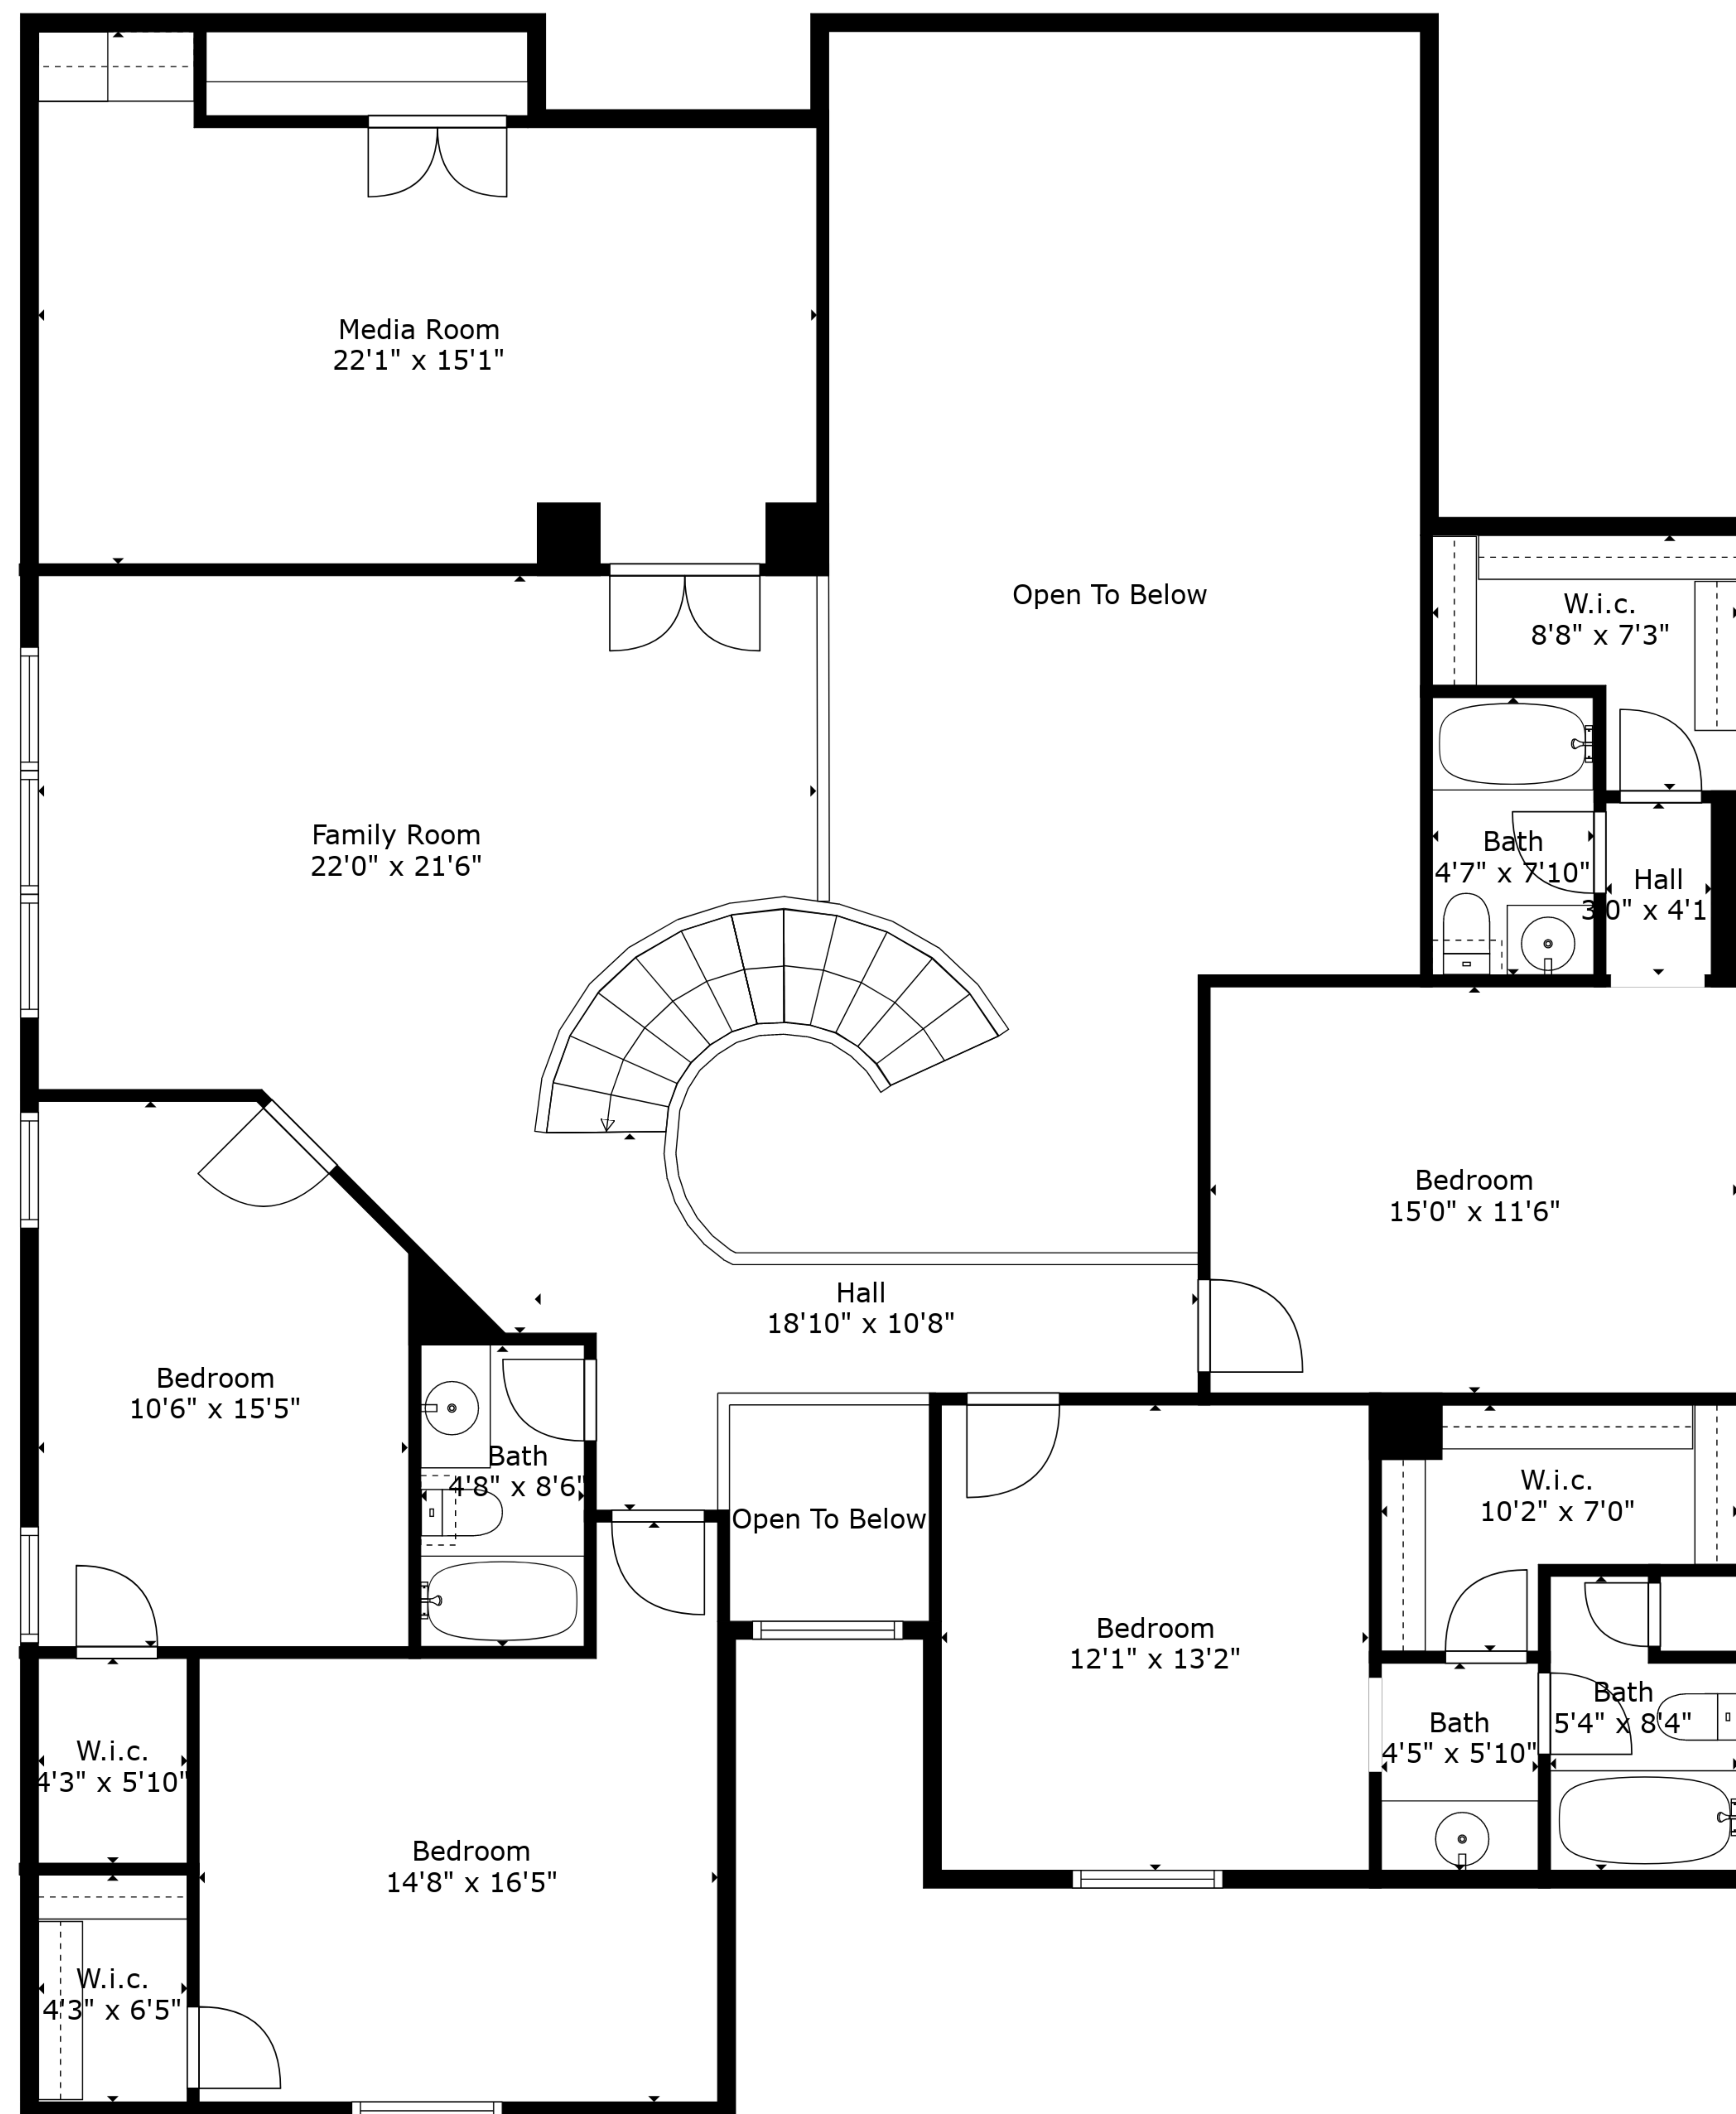 Media Room
22'1" x 15'1"
Open To Below
W.i.c.
8'8" x 7'3"
Family Room
22'0" x 21'6"
Bath
4'7" x 7'10"
Hall
3'0" x 4'1
Bedroom
15'0" x 11'6"
Hall
18'10" x 10'8"
Bedroom
10'6" x 15'5"
Bath
4'8" x 8'6"
Open To Below
W.i.c.
10'2" x 7'0"
Bedroom
12'1" x 13'2"
Bath
5'4" x 8'4"
Bath
4'5" x 5'10"
W.i.c.
4'3" x 5'10"
Bedroom
14'8" x 16'5"
W.i.c.
4'3" x 6'5"